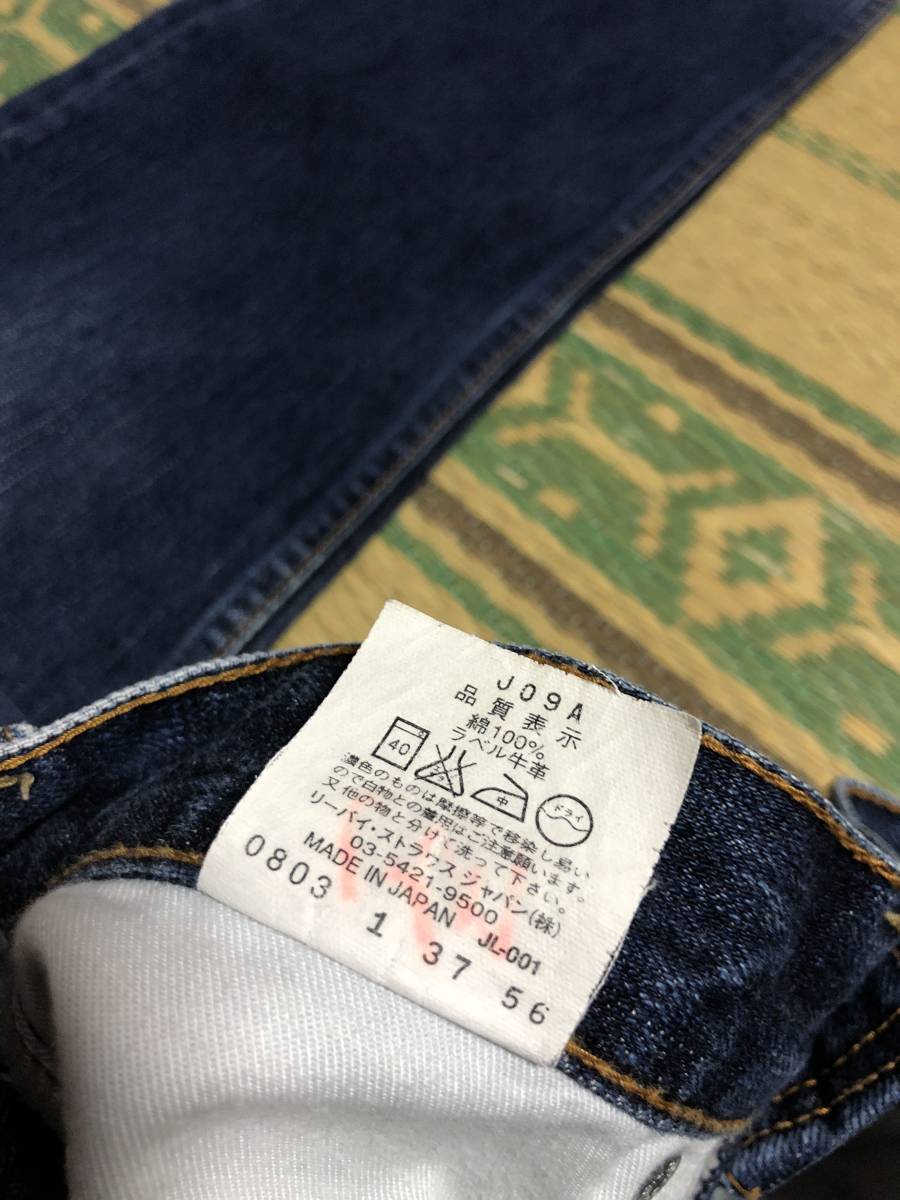 J09A
品質表示
綿100%
ラベル牛革
40 中 ドライ
濃色のものは摩擦等で移染し易い
ので白物との着用はご注意願います。
又他の物と分けて洗って下さい。
リーバイ・ストラウス ジャパン(株)
03-5421-9500
MADE IN JAPAN JL-001
0803 1 37 56